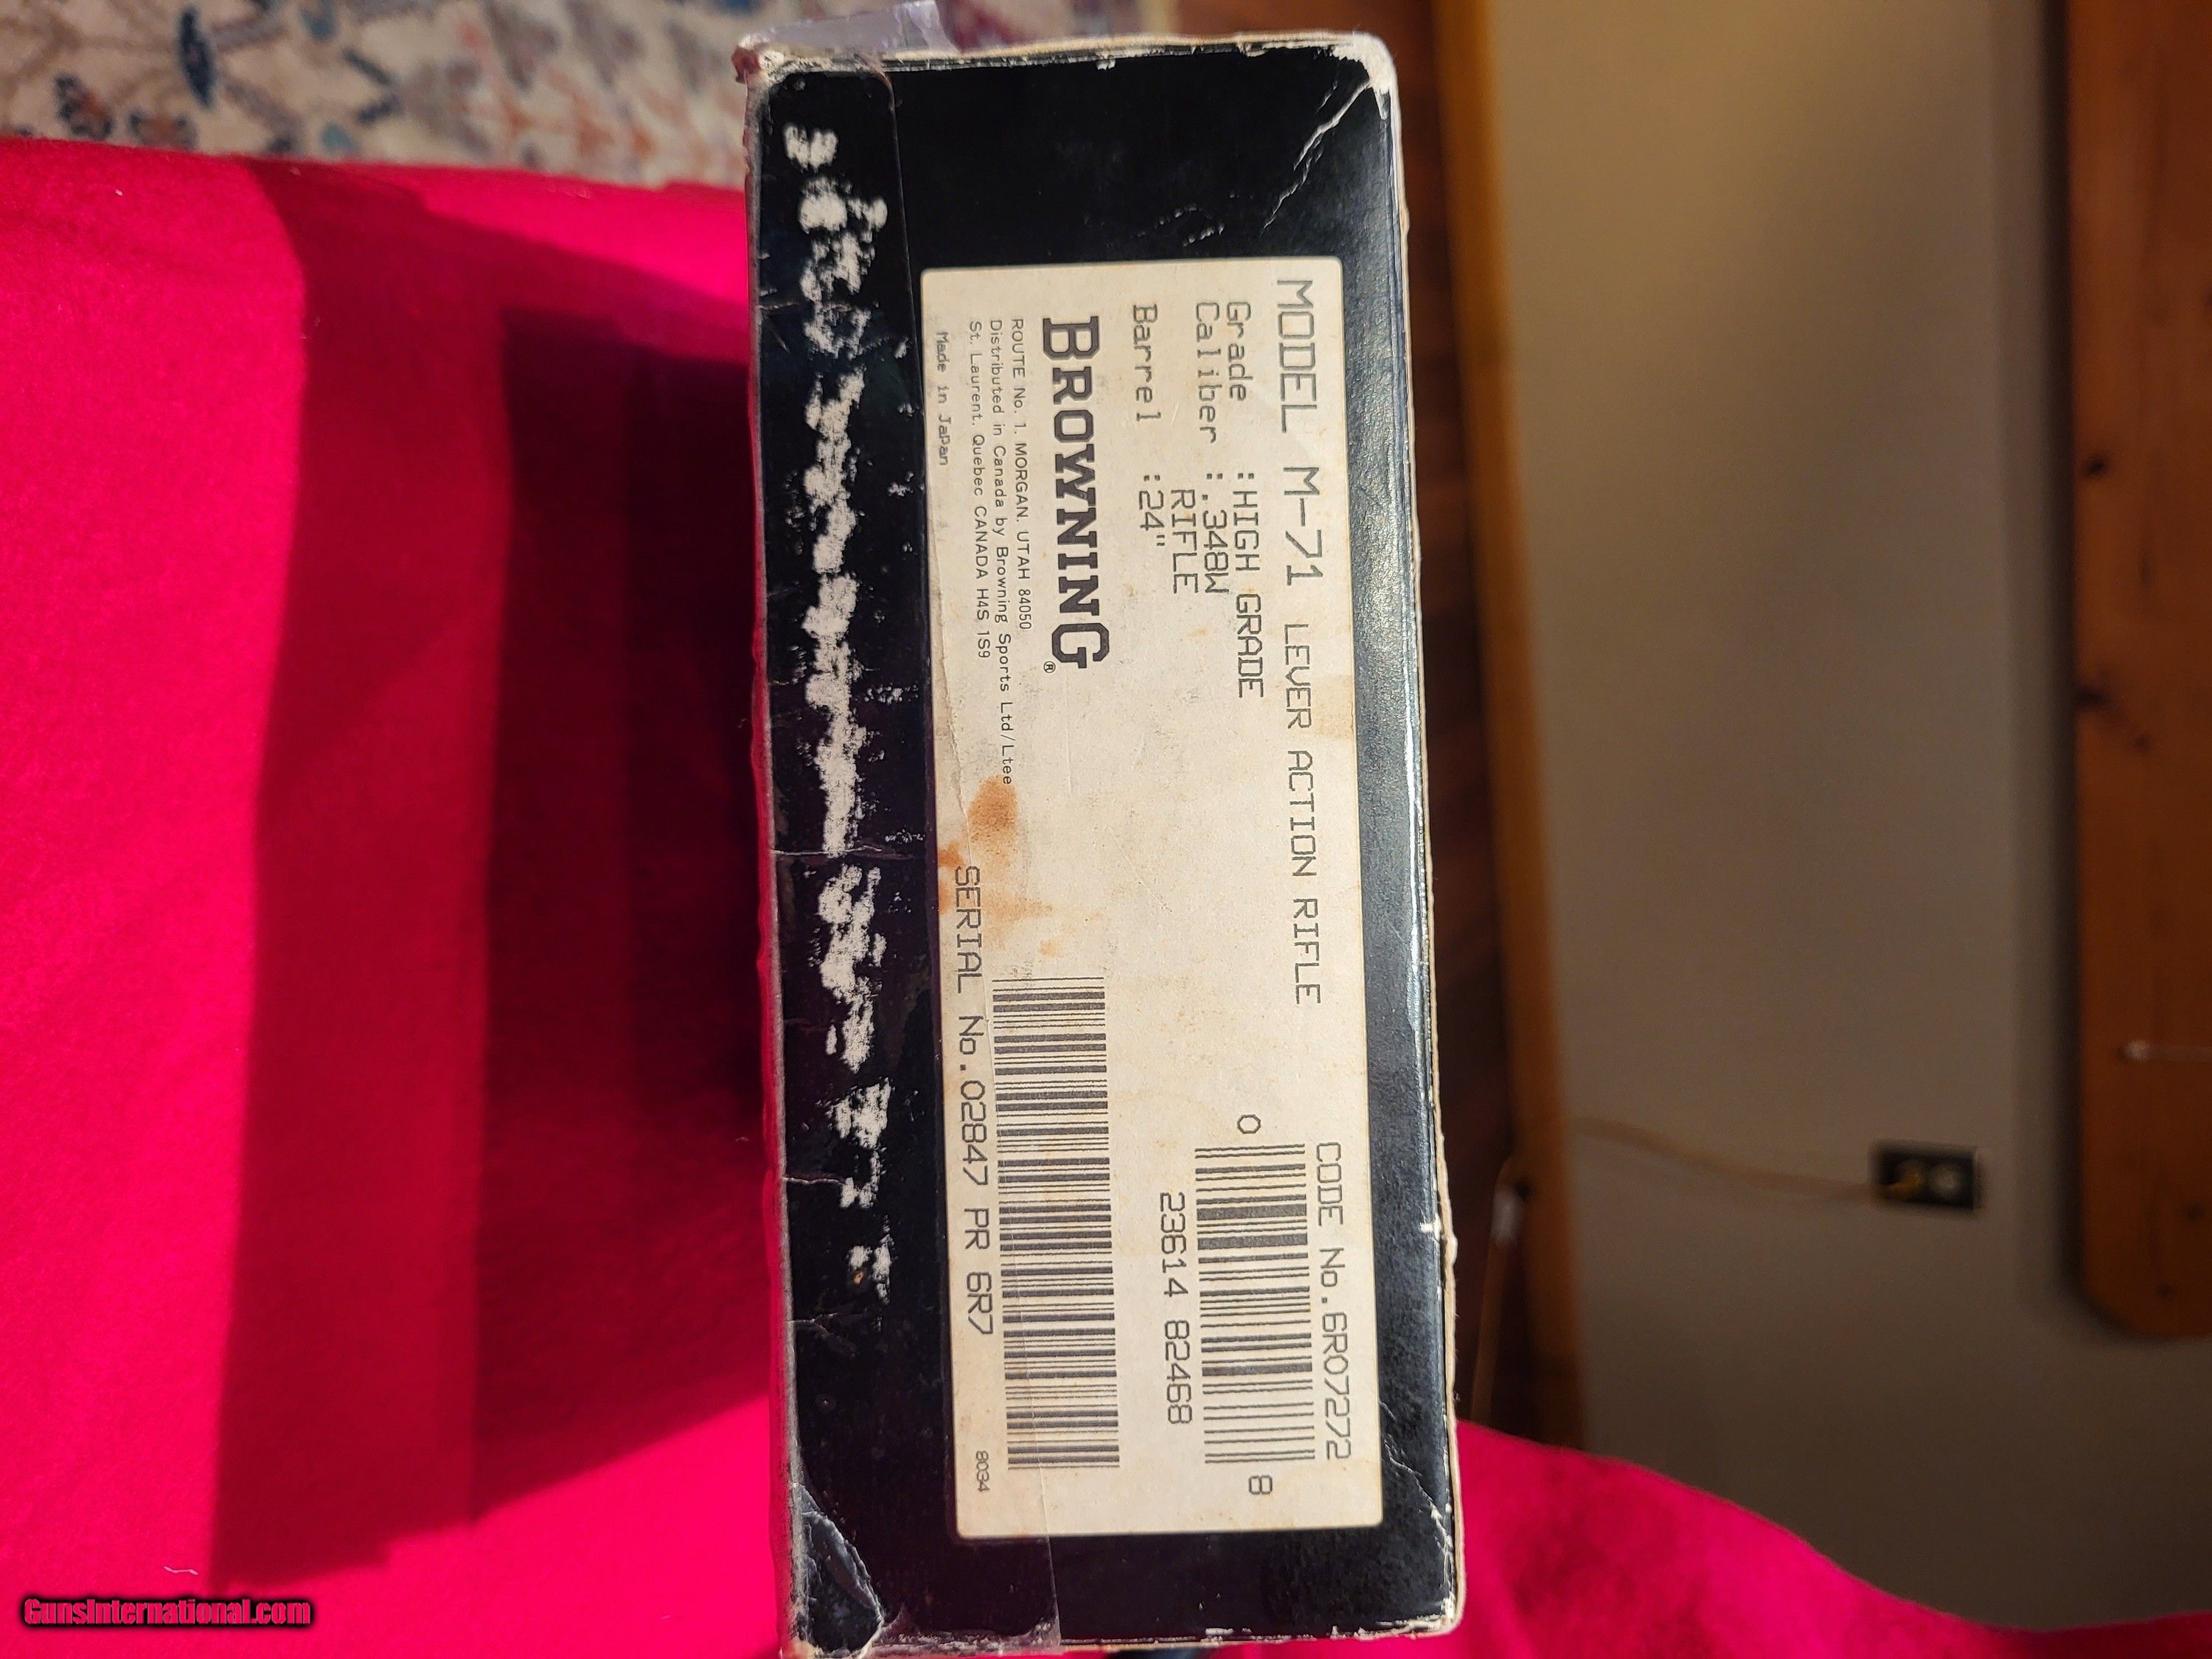 MODEL M-71 LEVER ACTION RIFLE
CODE No.6R07272
Grade :HIGH GRADE
Caliber :.348W
RIFLE
Barrel :24"
0 8
23614 82468
BROWNING®
ROUTE No. 1. MORGAN. UTAH 84050
Distributed in Canada by Browning Sports Ltd/Ltee
St. Laurent. Quebec CANADA H4S 1S9
Made in Japan
SERIAL No.02847 PR 6R7
8034
GunsInternational.com